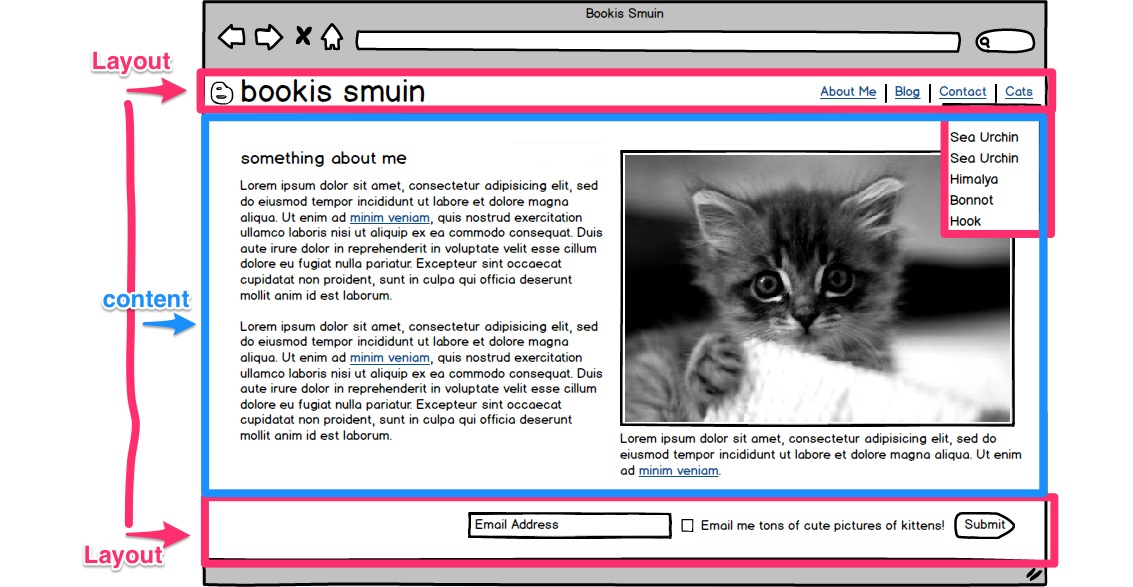 Bookis Smuin
Layout
bookis smuin
About Me | Blog | Contact | Cats
Sea Urchin
Sea Urchin
Himalya
Bonnot
Hook
something about me
Lorem ipsum dolor sit amet, consectetur adipisicing elit, sed
do eiusmod tempor incididunt ut labore et dolore magna
aliqua. Ut enim ad minim veniam, quis nostrud exercitation
ullamco laboris nisi ut aliquip ex ea commodo consequat. Duis
aute irure dolor in reprehenderit in voluptate velit esse cillum
dolore eu fugiat nulla pariatur. Excepteur sint occaecat
cupidatat non proident, sunt in culpa qui officia deserunt
mollit anim id est laborum.
content
Lorem ipsum dolor sit amet, consectetur adipisicing elit, sed
do eiusmod tempor incididunt ut labore et dolore magna
aliqua. Ut enim ad minim veniam, quis nostrud exercitation
ullamco laboris nisi ut aliquip ex ea commodo consequat. Duis
aute irure dolor in reprehenderit in voluptate velit esse cillum
dolore eu fugiat nulla pariatur. Excepteur sint occaecat
cupidatat non proident, sunt in culpa qui officia deserunt
mollit anim id est laborum.
Lorem ipsum dolor sit amet, consectetur adipisicing elit, sed do
eiusmod tempor incididunt ut labore et dolore magna aliqua. Ut enim
ad minim veniam.
Email Address
Email me tons of cute pictures of kittens!
Submit
Layout